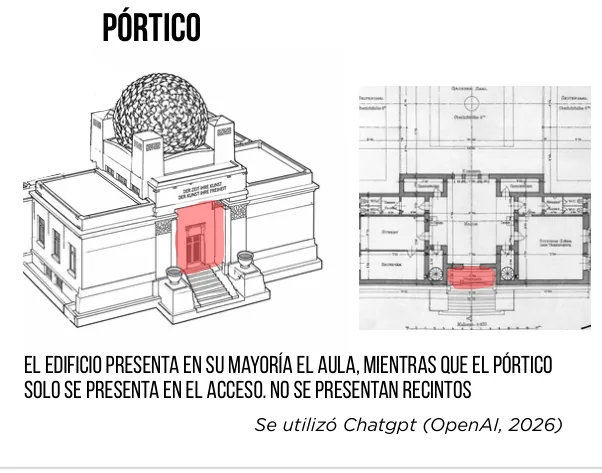 PÓRTICO
DER ZEIT IHRE KUNST
DER KUNST IHRE FREIHEIT
EL EDIFICIO PRESENTA EN SU MAYORÍA EL AULA, MIENTRAS QUE EL PÓRTICO
SOLO SE PRESENTA EN EL ACCESO. NO SE PRESENTAN RECINTOS
Se utilizó Chatgpt (OpenAI, 2026)